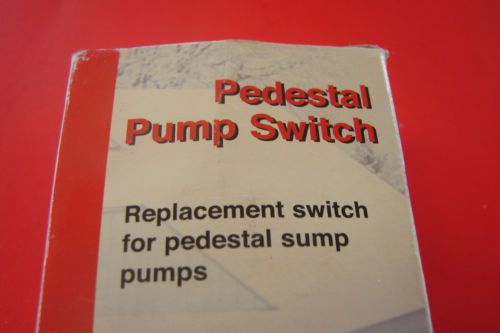 Pedestal
Pump Switch
Replacement switch
for pedestal sump
pumps